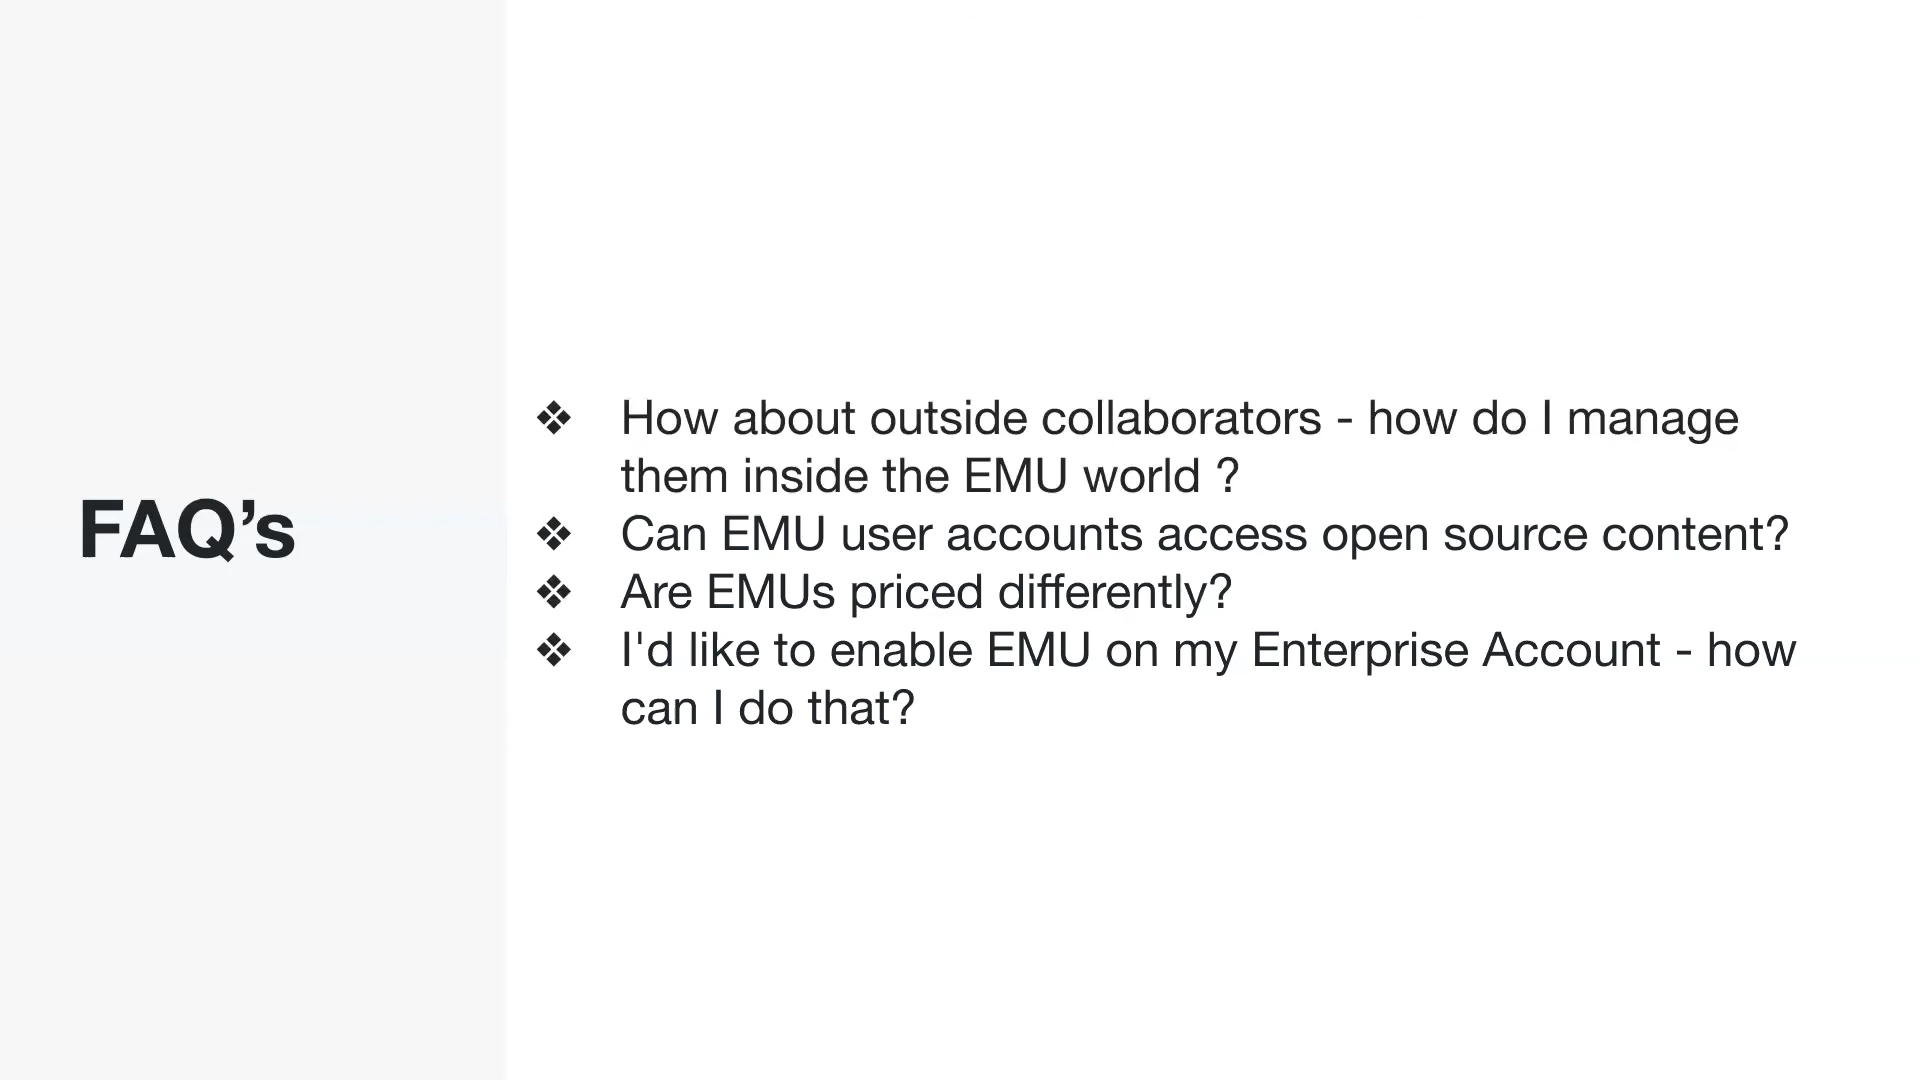 FAQ’s
❖ How about outside collaborators - how do I manage
them inside the EMU world ?
❖ Can EMU user accounts access open source content?
❖ Are EMUs priced differently?
❖ I'd like to enable EMU on my Enterprise Account - how
can I do that?